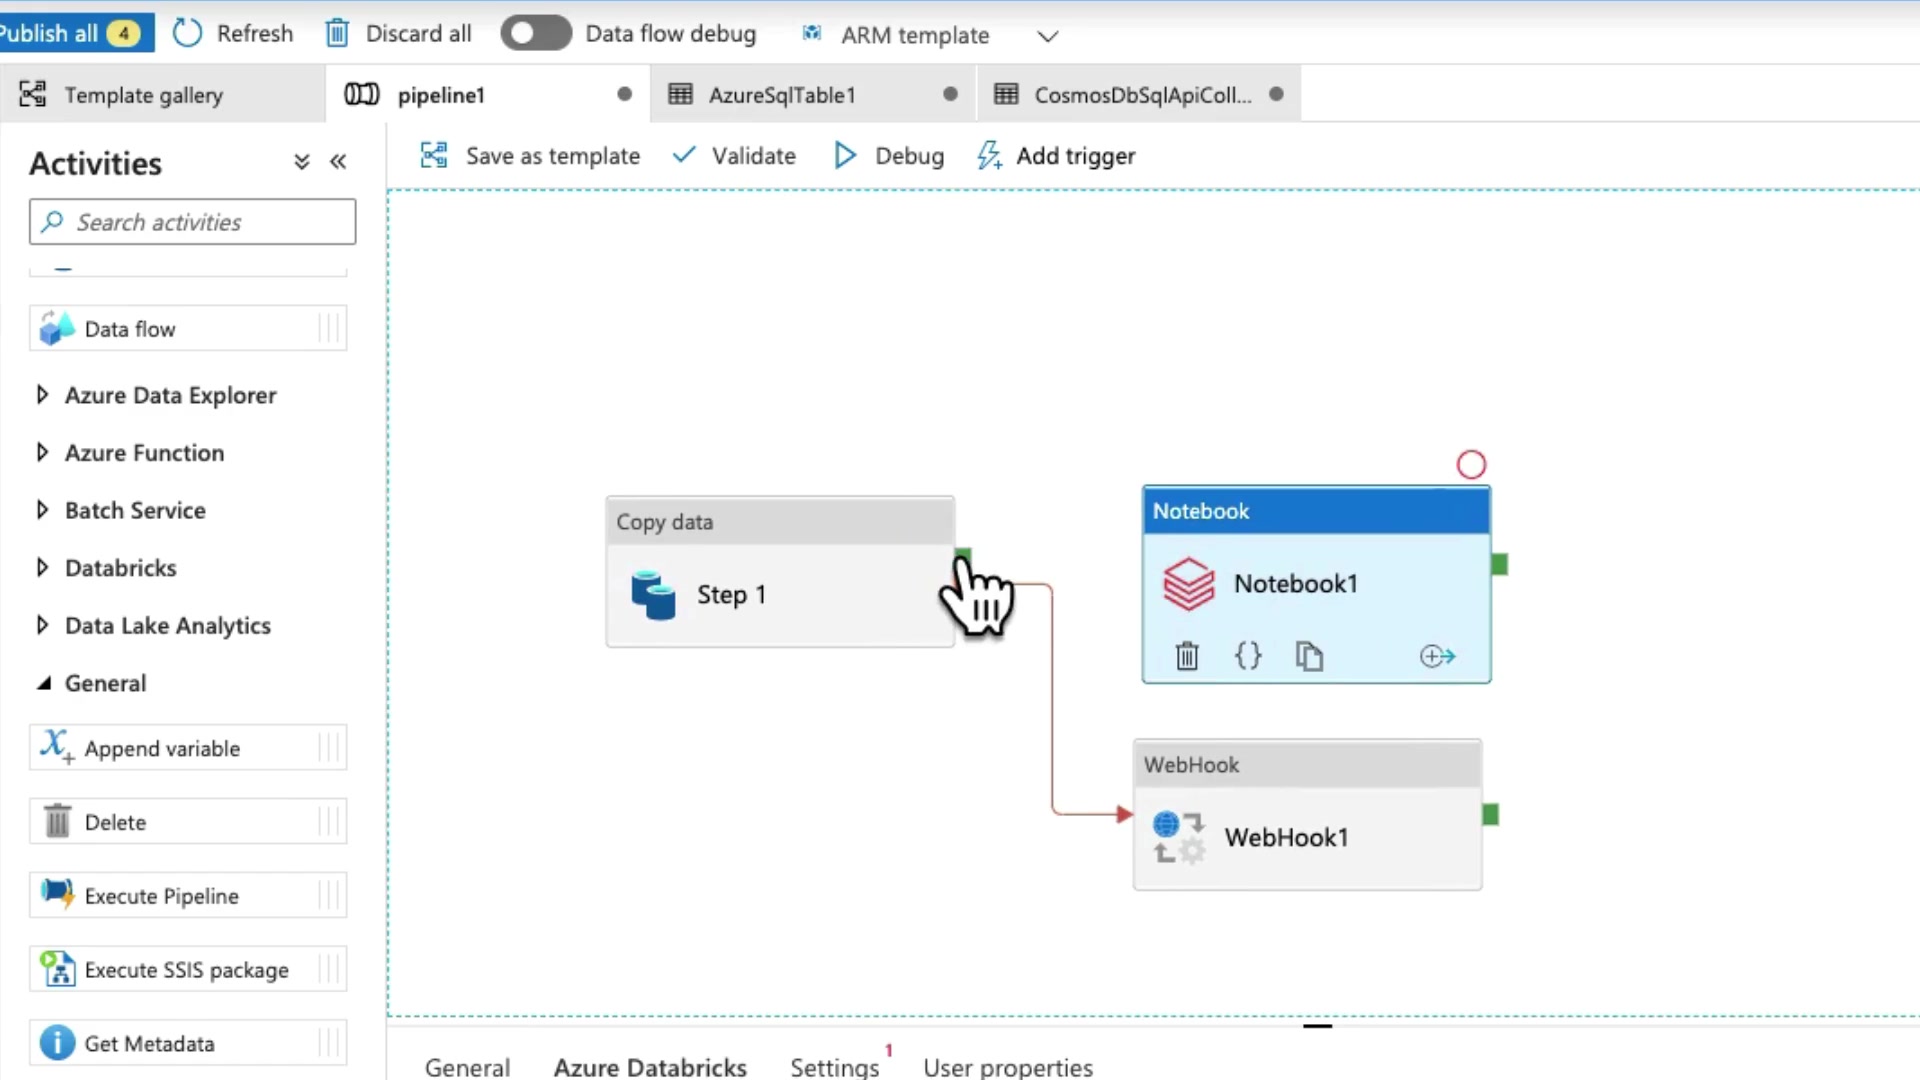 Publish all 4 Refresh Discard all Data flow debug ARM template
Template gallery pipeline1 AzureSqlTable1 CosmosDbSqlApiColl...
Activities
Save as template Validate Debug Add trigger
Search activities
Data flow
Azure Data Explorer
Azure Function
Batch Service
Databricks
Data Lake Analytics
General
Append variable
Delete
Execute Pipeline
Execute SSIS package
Get Metadata
Copy data
Step 1
Notebook
Notebook1
WebHook
WebHook1
General Azure Databricks Settings 1 User properties